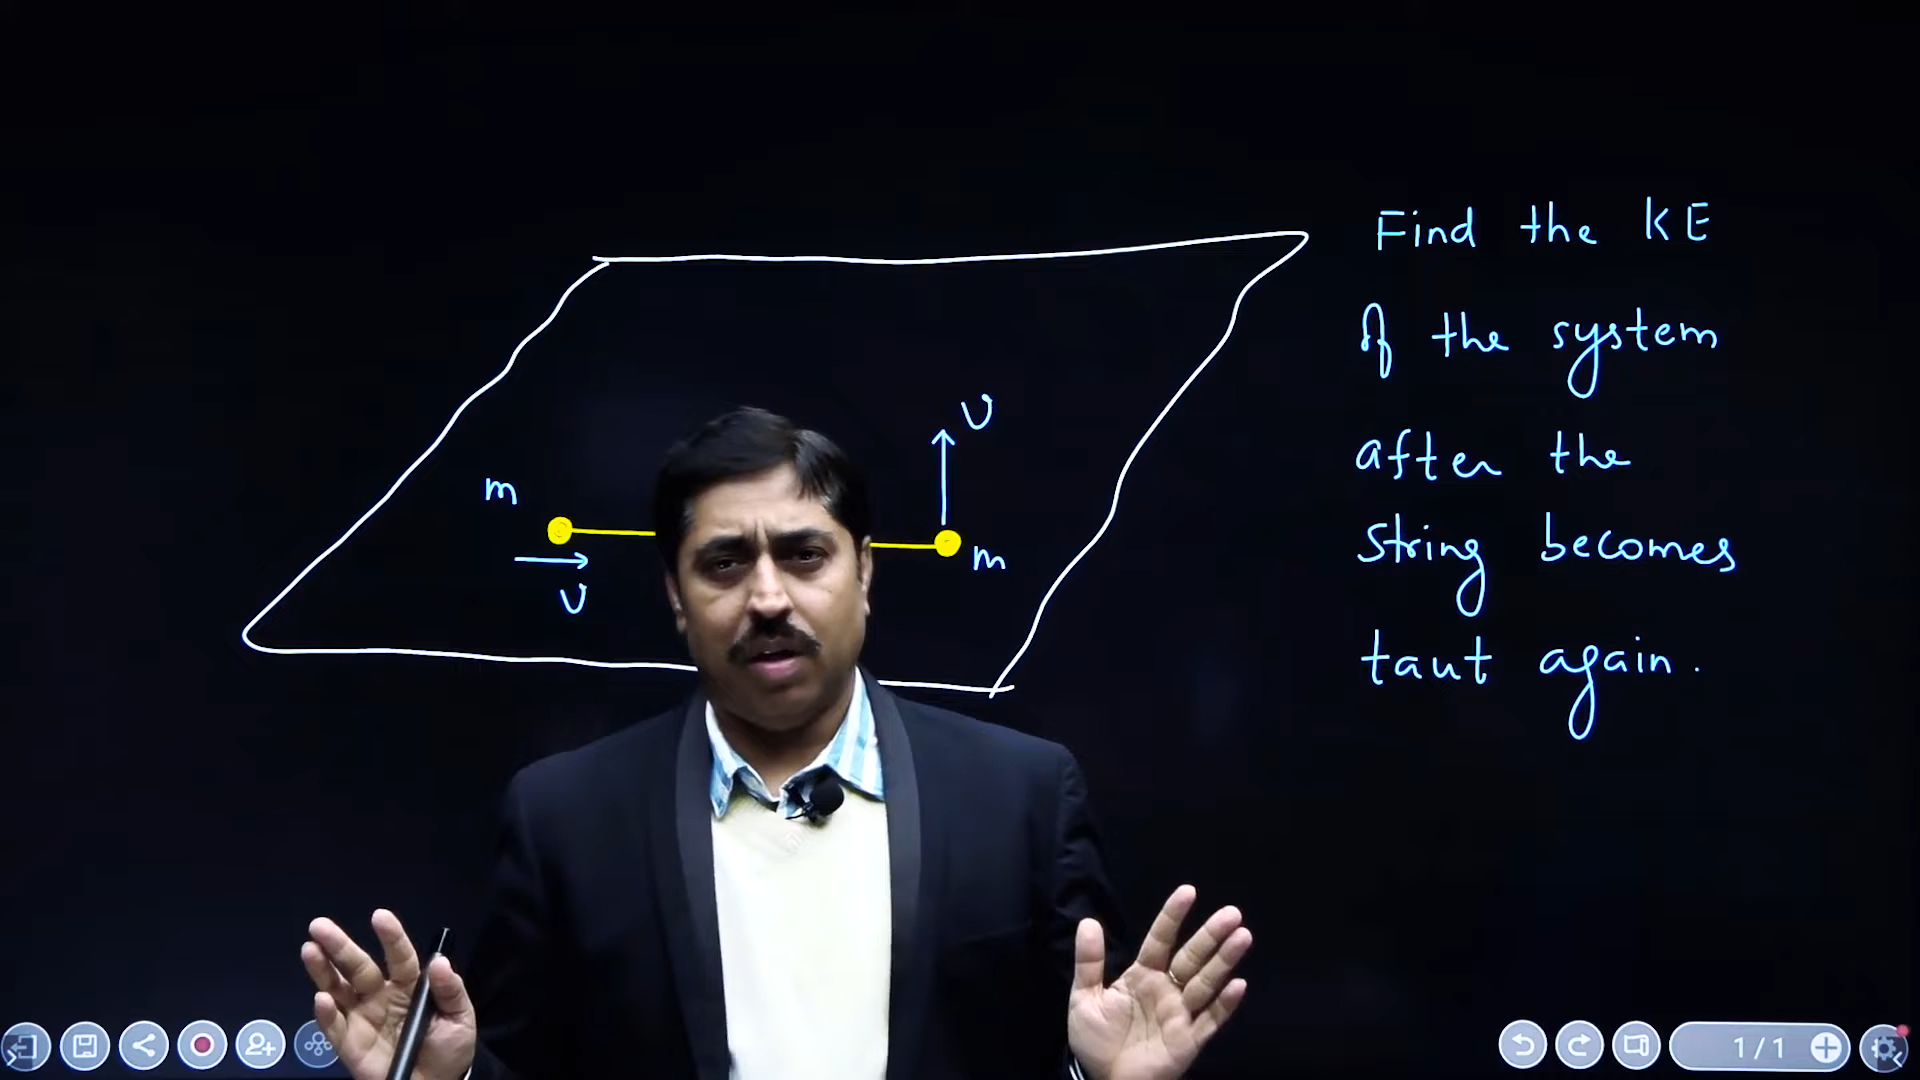 Find the KE
of the system
after the
string becomes
taut again.
v
m
m
v
1/1